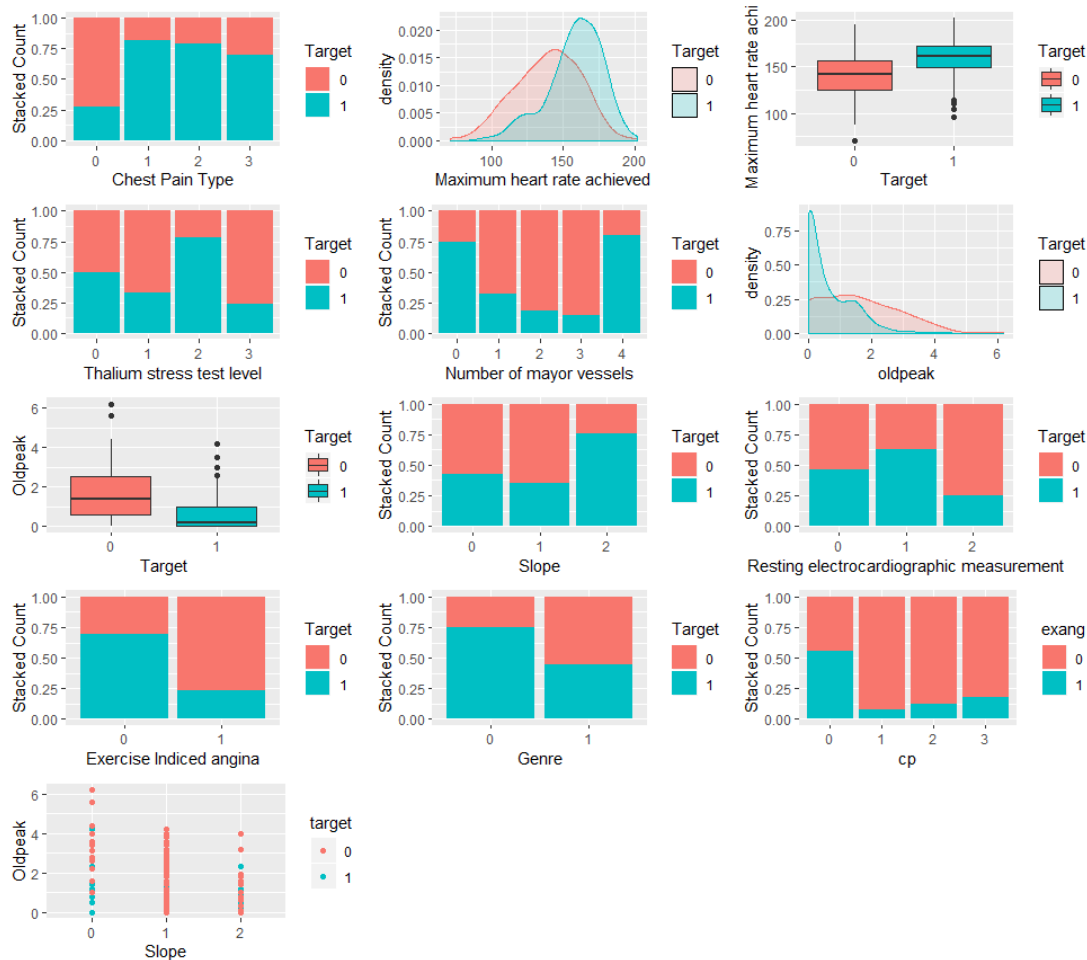 Stacked Count
1.00
0.75
0.50
0.25
0.00
0 1 2 3
Chest Pain Type
Target
0
1
density
0.020
0.015
0.010
0.005
0.000
100 150 200
Maximum heart rate achieved
Target
0
1
Maximum heart rate achi
200
150
100
0 1
Target
Target
0
1
Stacked Count
1.00
0.75
0.50
0.25
0.00
0 1 2 3
Thalium stress test level
Target
0
1
Stacked Count
1.00
0.75
0.50
0.25
0.00
0 1 2 3 4
Number of mayor vessels
Target
0
1
density
0.75
0.50
0.25
0.00
0 2 4 6
oldpeak
Target
0
1
Oldpeak
6
4
2
0
0 1
Target
Target
0
1
Stacked Count
1.00
0.75
0.50
0.25
0.00
0 1 2
Slope
Target
0
1
Stacked Count
1.00
0.75
0.50
0.25
0.00
0 1 2
Resting electrocardiographic measurement
Target
0
1
Stacked Count
1.00
0.75
0.50
0.25
0.00
0 1
Exercise Indiced angina
Target
0
1
Stacked Count
1.00
0.75
0.50
0.25
0.00
0 1
Genre
Target
0
1
Stacked Count
1.00
0.75
0.50
0.25
0.00
0 1 2 3
cp
exang
0
1
Oldpeak
6
4
2
0
0 1 2
Slope
target
0
1